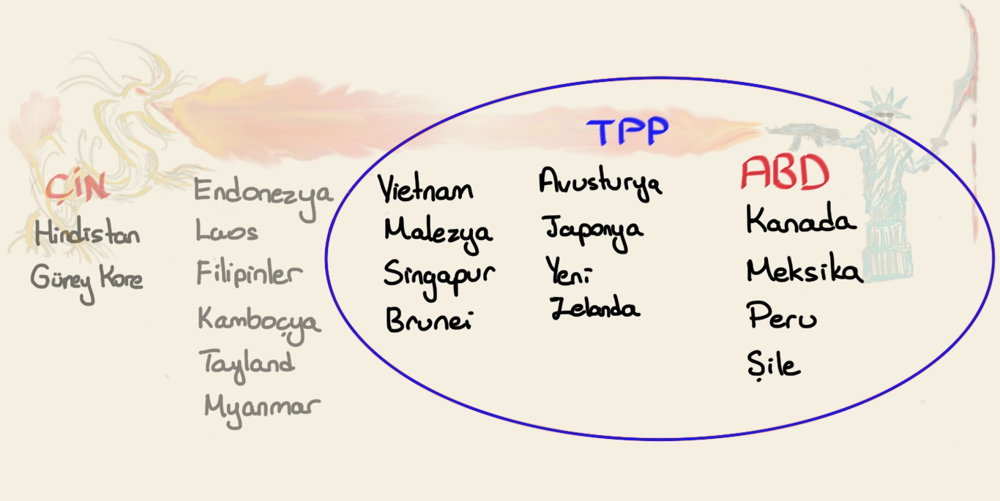 TPP
ÇİN
Hindistan
Güney Kore
Endonezya
Laos
Filipinler
Kamboçya
Tayland
Myanmar
Vietnam
Malezya
Singapur
Brunei
Avusturya
Japonya
Yeni
Zelanda
ABD
Kanada
Meksika
Peru
Şile